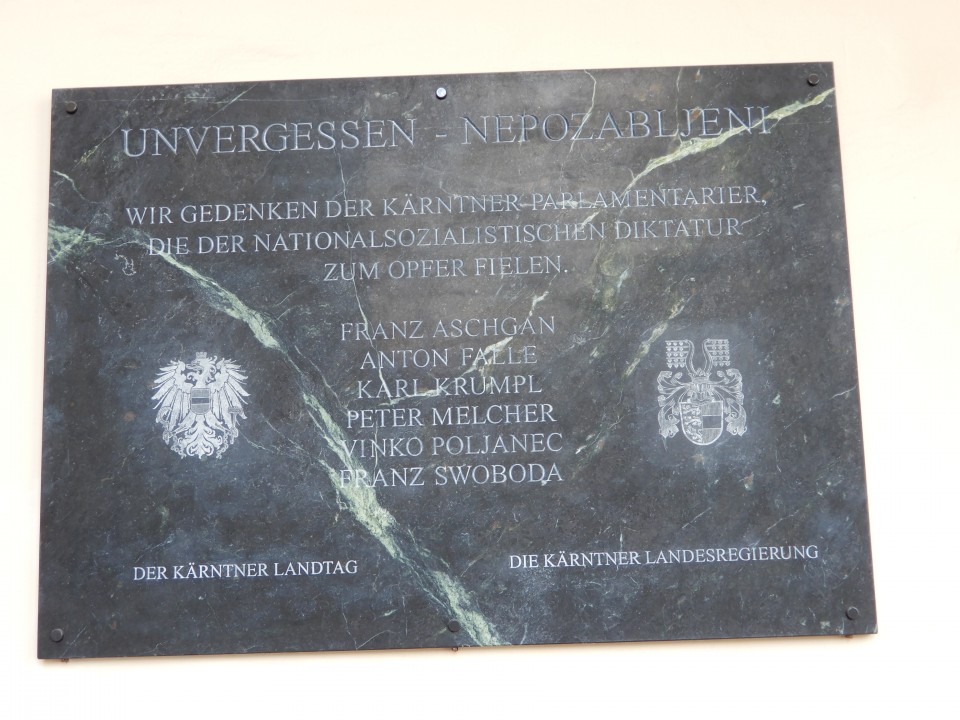 UNVERGESSEN - NEPOZABLJENI
WIR GEDENKEN DER KÄRNTNER PARLAMENTARIER,
DIE DER NATIONALSOZIALISTISCHEN DIKTATUR
ZUM OPFER FIELEN.
FRANZ ASCHGAN
ANTON FALLE
KARL KRUMPL
PETER MELCHER
VINKO POLJANEC
FRANZ SWOBODA
DER KÄRNTNER LANDTAG
DIE KÄRNTNER LANDESREGIERUNG